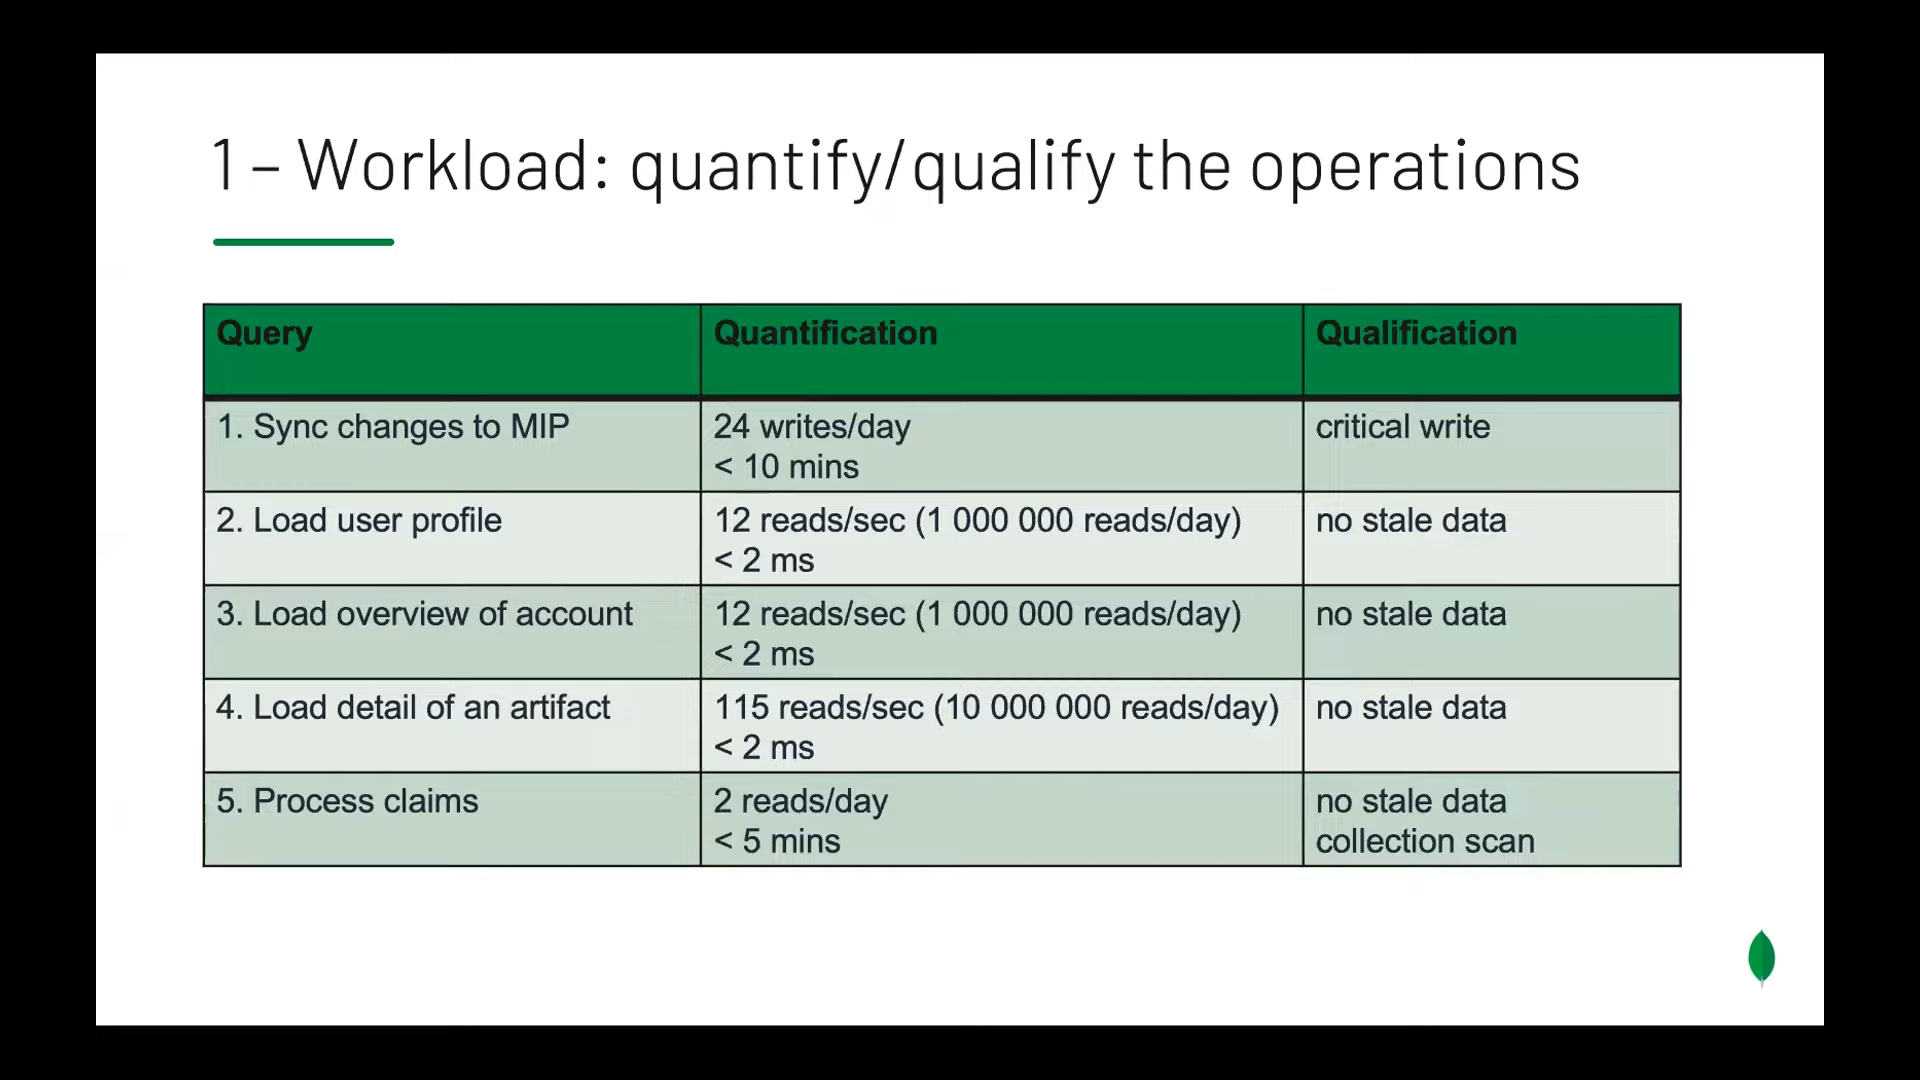 1 – Workload: quantify/qualify the operations
Query
Quantification
Qualification
1. Sync changes to MIP
24 writes/day
< 10 mins
critical write
2. Load user profile
12 reads/sec (1 000 000 reads/day)
< 2 ms
no stale data
3. Load overview of account
12 reads/sec (1 000 000 reads/day)
< 2 ms
no stale data
4. Load detail of an artifact
115 reads/sec (10 000 000 reads/day)
< 2 ms
no stale data
5. Process claims
2 reads/day
< 5 mins
no stale data
collection scan